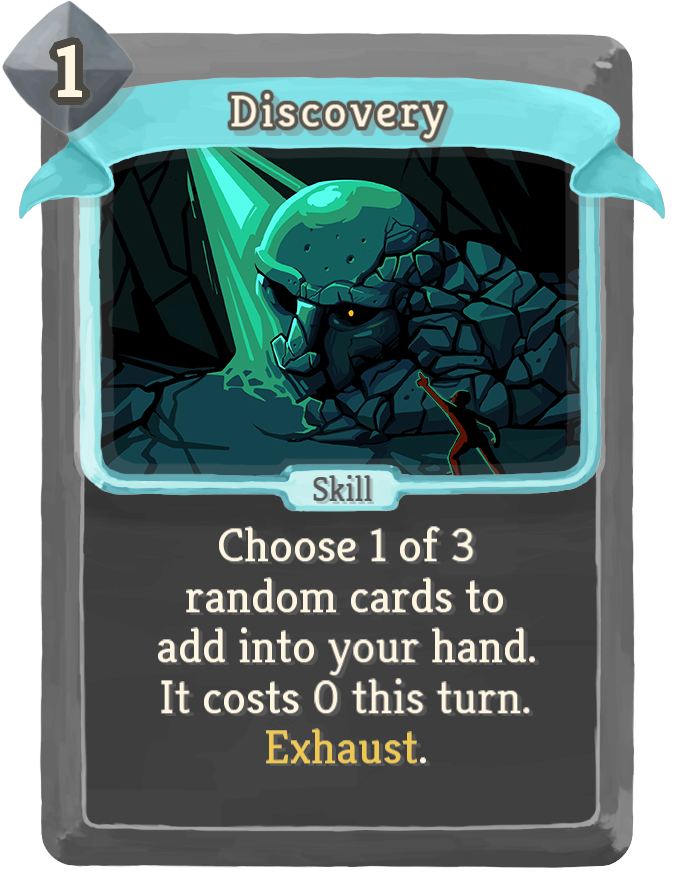 1
Discovery
Skill
Choose 1 of 3
random cards to
add into your hand.
It costs 0 this turn.
Exhaust.